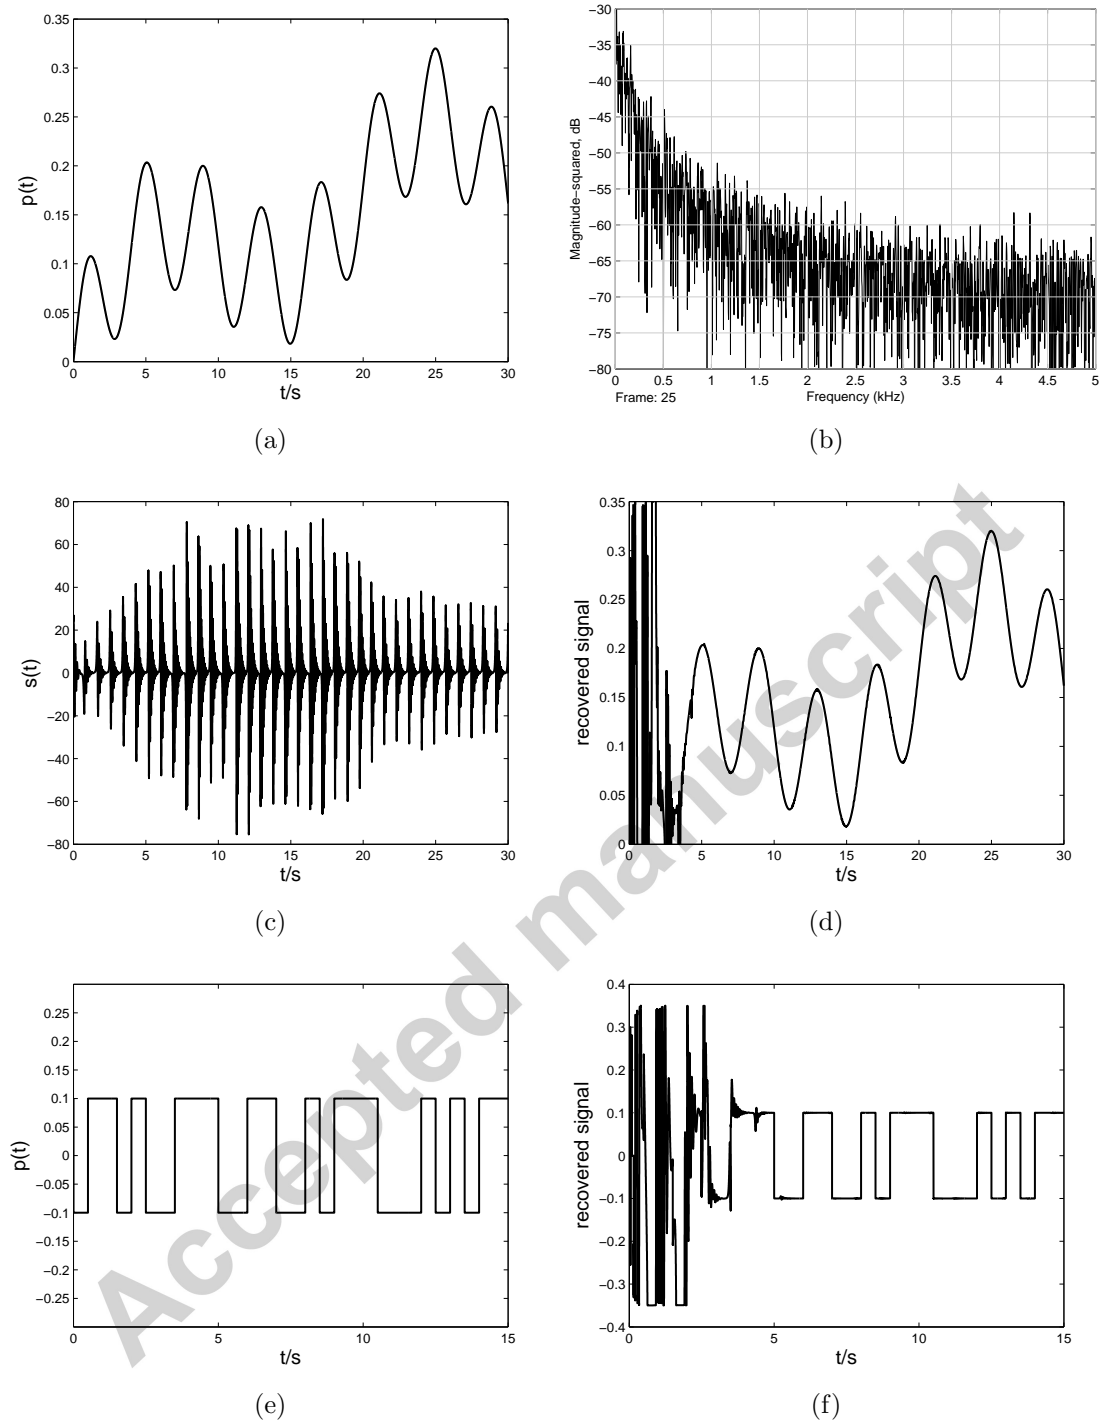 0.35
0.3
0.25
0.2
0.15
0.1
0.05
0
p(t)
0 5 10 15 20 25 30
t/s
(a)
−30
−35
−40
−45
−50
−55
−60
−65
−70
−75
−80
Magnitude−squared, dB
0 0.5 1 1.5 2 2.5 3 3.5 4 4.5 5
Frame: 25 Frequency (kHz)
(b)
80
60
40
20
0
−20
−40
−60
−80
s(t)
0 5 10 15 20 25 30
t/s
(c)
0.35
0.3
0.25
0.2
0.15
0.1
0.05
0
recovered signal
0 5 10 15 20 25 30
t/s
(d)
0.25
0.2
0.15
0.1
0.05
0
−0.05
−0.1
−0.15
−0.2
−0.25
p(t)
0 5 10 15
t/s
(e)
0.4
0.3
0.2
0.1
0
−0.1
−0.2
−0.3
−0.4
recovered signal
0 5 10 15
t/s
(f)
Accepted manuscript